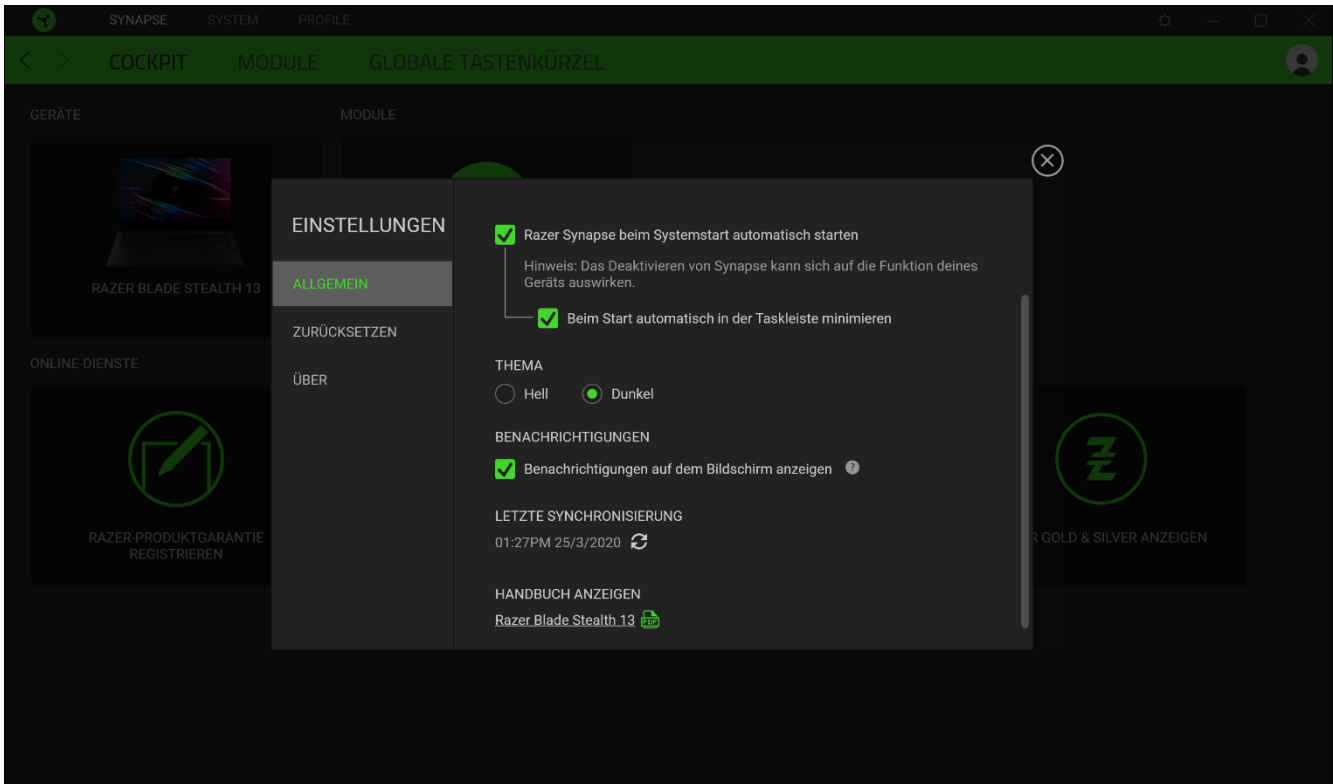 SYNAPSE SYSTEM PROFILE
COCKPIT MODULE GLOBALE TASTENKÜRZEL
GERÄTE
MODULE
RAZER BLADE STEALTH 13
ONLINE-DIENSTE
RAZER-PRODUKTGARANTIE
REGISTRIEREN
R GOLD & SILVER ANZEIGEN
EINSTELLUNGEN
ALLGEMEIN
ZURÜCKSETZEN
ÜBER
Razer Synapse beim Systemstart automatisch starten
Hinweis: Das Deaktivieren von Synapse kann sich auf die Funktion deines
Geräts auswirken.
Beim Start automatisch in der Taskleiste minimieren
THEMA
Hell Dunkel
BENACHRICHTIGUNGEN
Benachrichtigungen auf dem Bildschirm anzeigen ?
LETZTE SYNCHRONISIERUNG
01:27PM 25/3/2020
HANDBUCH ANZEIGEN
Razer Blade Stealth 13 PDF